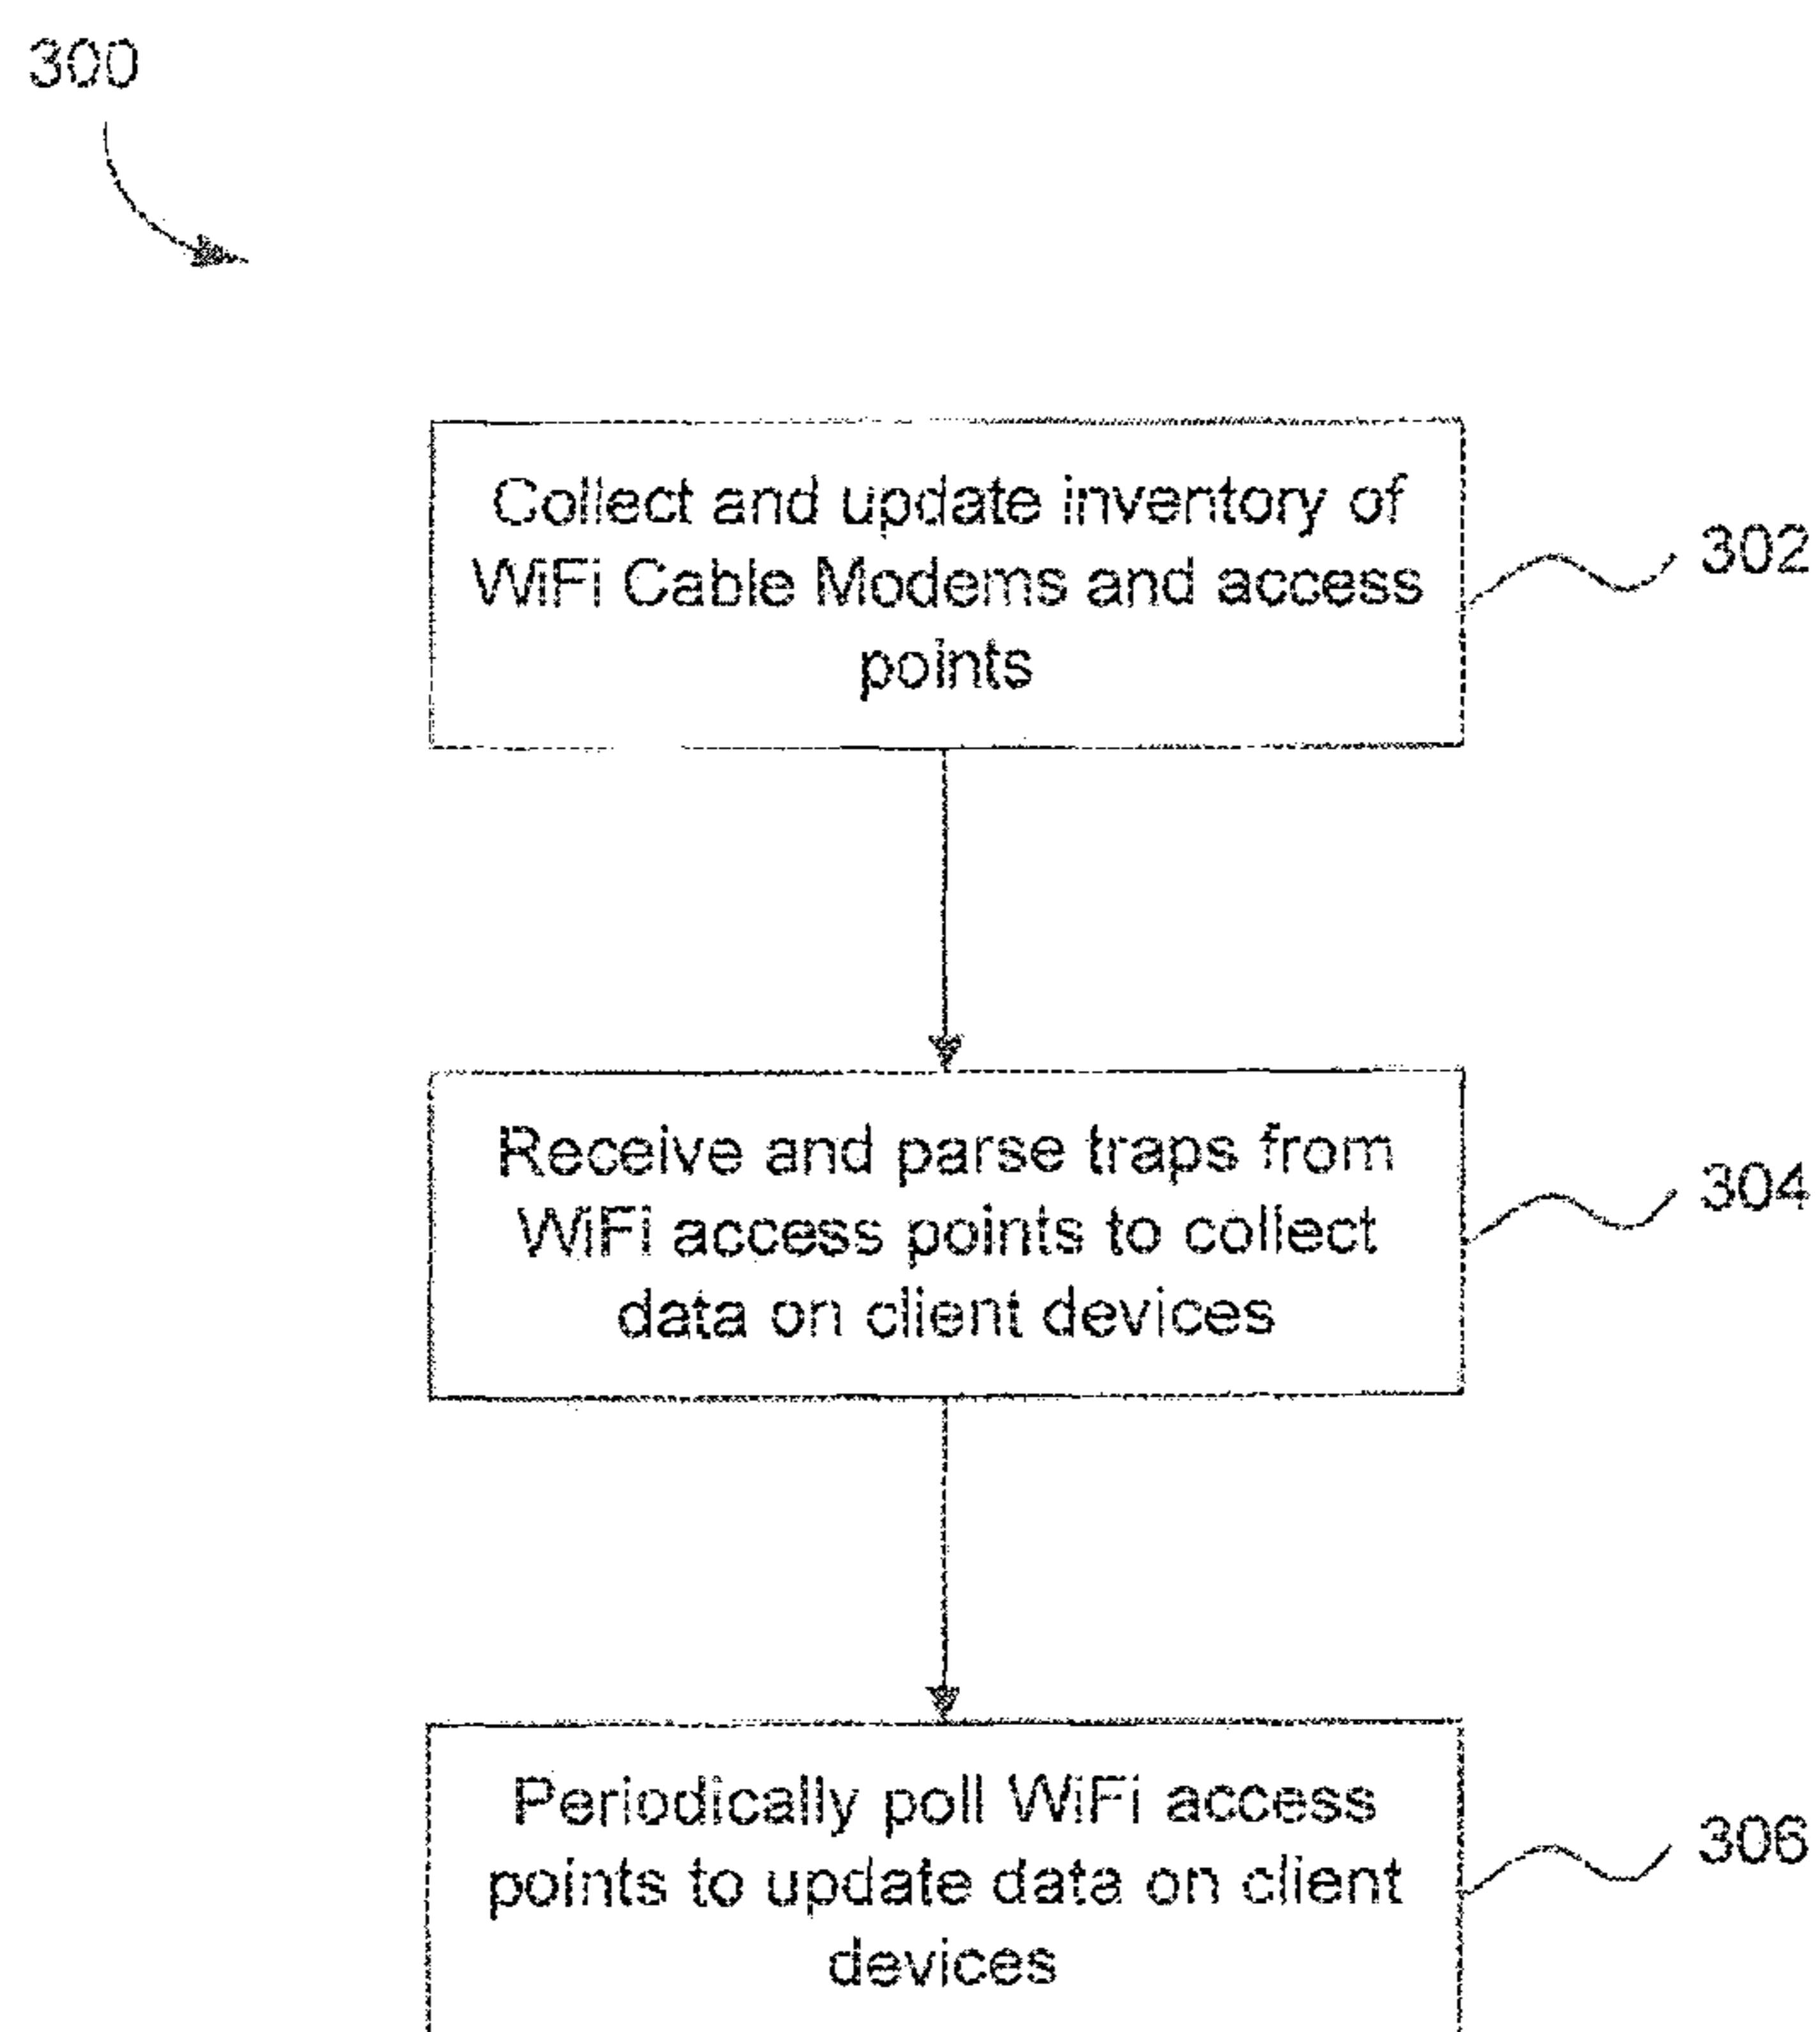 300
Collect and update inventory of
WiFi Cable Modems and access
points
302
Receive and parse traps from
WiFi access points to collect
data on client devices
304
Periodically poll WiFi access
points to update data on client
devices
306